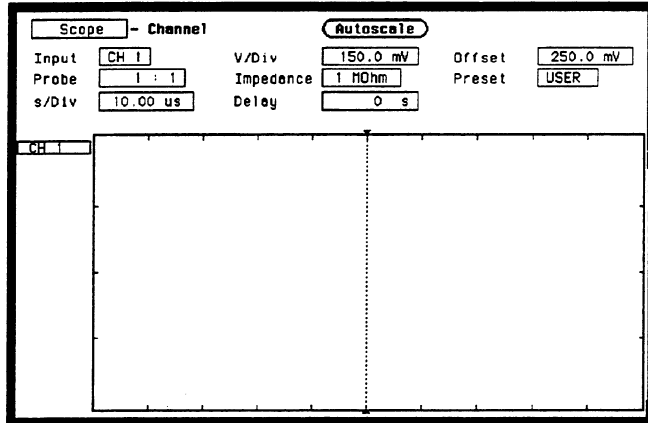 Scope - Channel Autoscale
Input CH 1 V/Div 150.0 mV Offset 250.0 mV
Probe 1 : 1 Impedance 1 MOhm Preset USER
s/Div 10.00 us Delay 0 s
CH 1